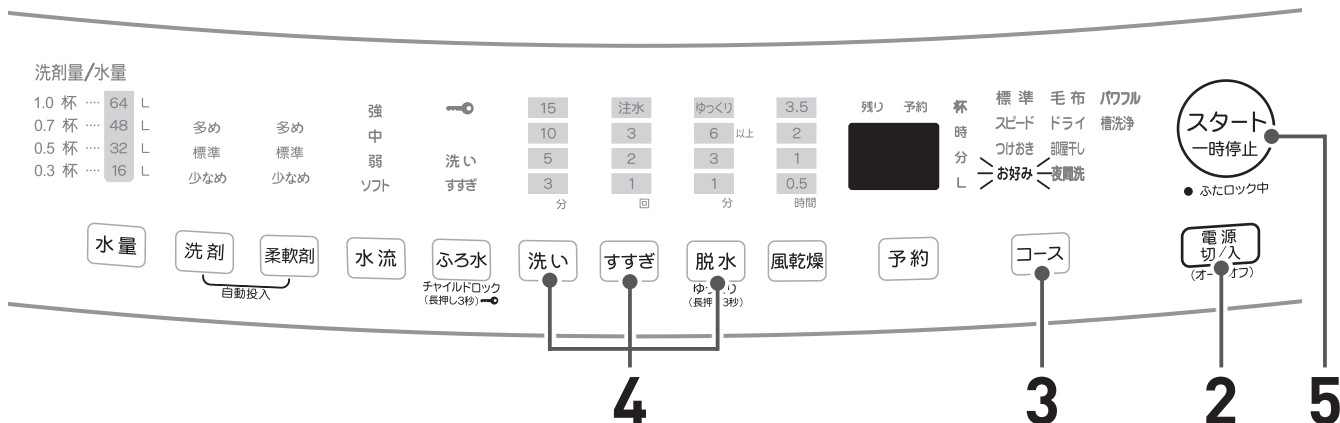 洗剤量/水量
1.0 杯 ···· 64 L
0.7 杯 ···· 48 L
0.5 杯 ···· 32 L
0.3 杯 ···· 16 L
多め
標準
少なめ
多め
標準
少なめ
強
中
弱
ソフト
洗い
すすぎ
15
10
5
3
分
注水
3
2
1
回
ゆっくり
6 以上
3
1
分
3.5
2
1
0.5
時間
残り 予約
杯
時
分
L
標準 毛布 パワフル
スピード ドライ 槽洗浄
つけおき 部屋干し
お好み 夜間洗
スタート
一時停止
● ふたロック中
水量
洗剤
柔軟剤
自動投入
水流
ふろ水
チャイルドロック
(長押し3秒)
洗い
すすぎ
脱水
(長押し3秒)
風乾燥
予約
コース
電源
切/入
4
3
2
5